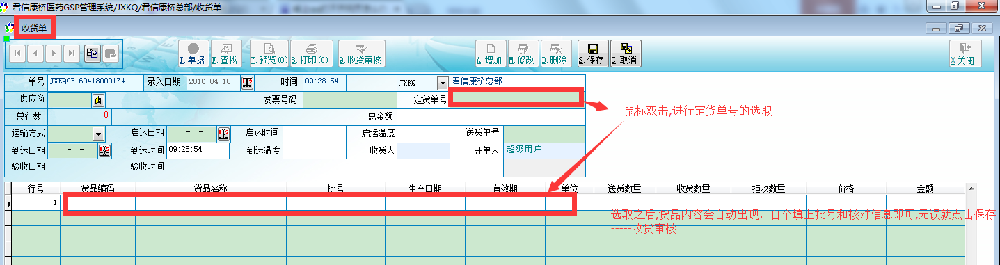 君信康桥医药GSP管理系统/JXKQ/君信康桥总部/收货单
收货单
T.单据 F.查找 7.预览(O) 8.打印(O) 9.收货审核 A.增加 M.修改 D.删除 S.保存 C.取消 X.关闭
单号 JXKQGR1604180001Z4 录入日期 2016-04-18 时间 09:28:54 JXKQ 君信康桥总部
供应商 发票号码 定货单号
鼠标双击,进行定货单号的选取
总行数 0 总金额
运输方式 启运日期 - - 启运时间 启运温度 送货单号
到运日期 - - 到运时间 09:28:54 到运温度 收货人 开单人 超级用户
验收日期 验收时间
行号 货品编码 货品名称 批号 生产日期 有效期 单位 送货数量 收货数量 拒收数量 价格 金额
1
选取之后,货品内容会自动出现，自个填上批号和核对信息即可,无误就点击保存
-----收货审核